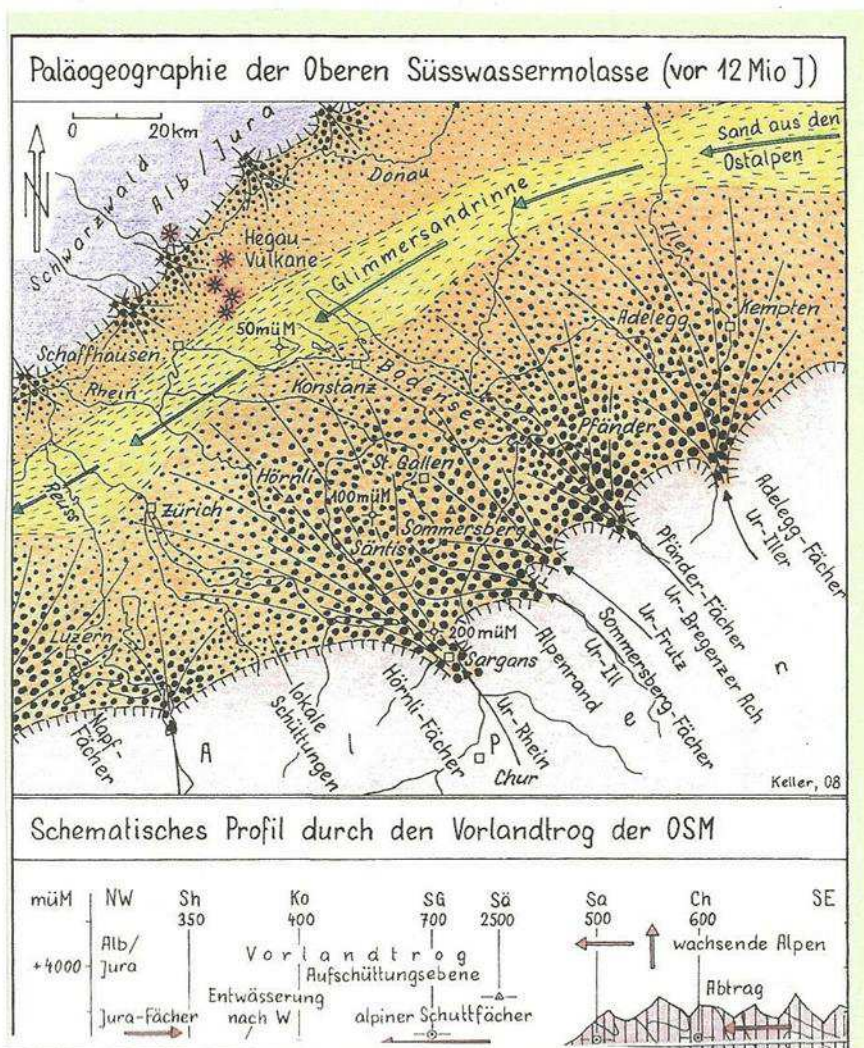 Paläogeographie der Oberen Süsswassermolasse (vor 12 Mio J)
0 20 km
N
Schwarzwald
Alb / Jura
Donau
Sand aus den
Ostalpen
Hegau-
Vulkane
Glimmersandrinne
Iller
Adelegg
Kempten
50müM
Schaffhausen
Rhein
Konstanz
Bodensee
Pfänder
Reuss
Zürich
Hörnli
St. Gallen
100müM
Sommersberg
Säntis
Luzern
200müM
Sargans
Napf-
Fächer
lokale
Schüttungen
Hörnli-Fächer
Ur-Rhein
Alpenrand
Ur-Ill
Sommersberg-Fächer
Ur-Frutz
Ur-Bregenzer Ach
Pfänder-Fächer
Ur-Iller
Adelegg-Fächer
A l p e n
Chur
Keller, 08
Schematisches Profil durch den Vorlandtrog der OSM
müM NW Sh Ko SG Sä Sa Ch SE
350 400 700 2500 500 600
Alb/
Jura
+4000
Vorlandtrog
Aufschüttungsebene
wachsende Alpen
Abtrag
Jura-Fächer
Entwässerung
nach W
alpiner Schuttfächer